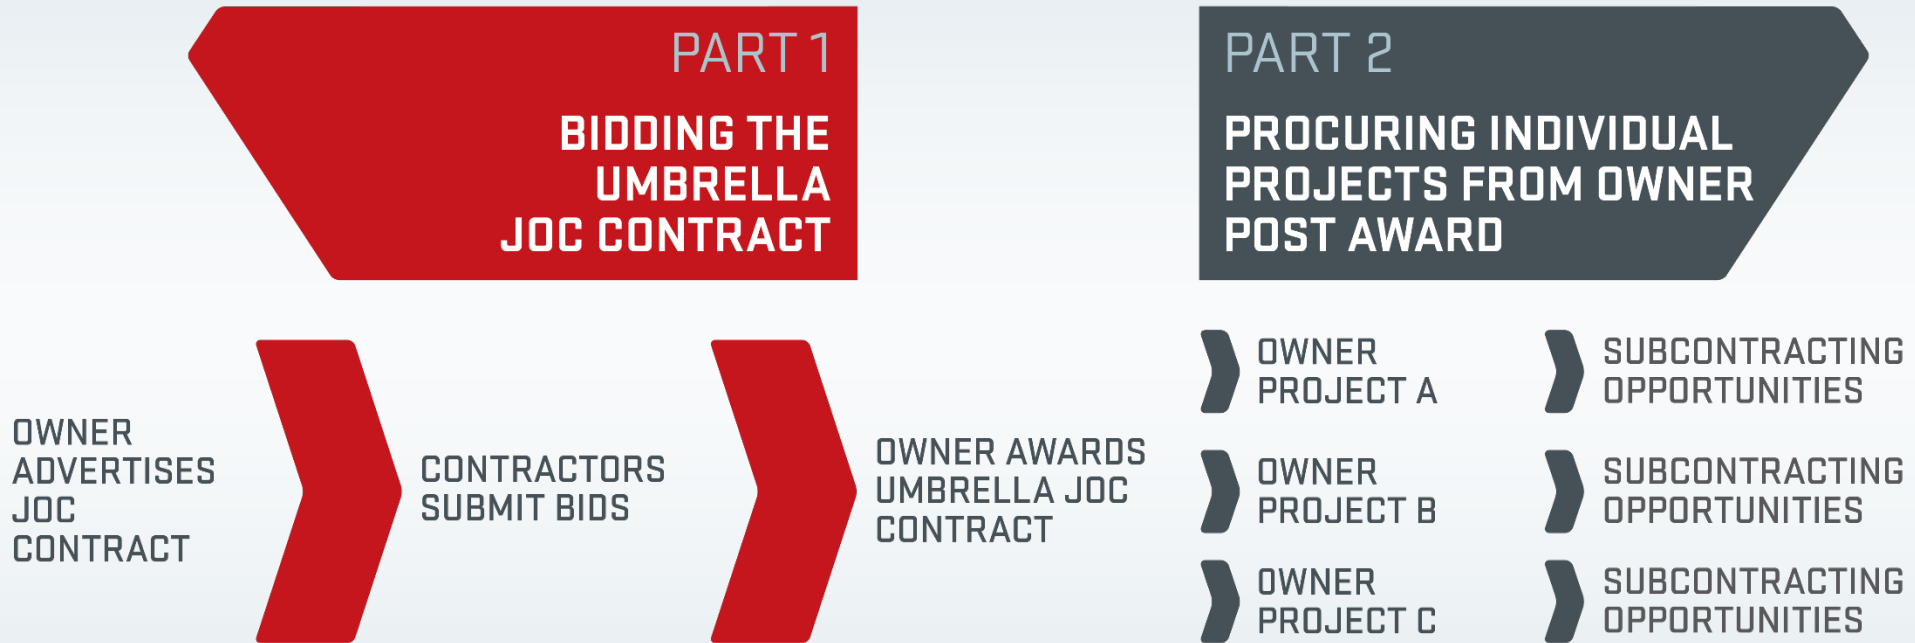 PART 1
BIDDING THE
UMBRELLA
JOC CONTRACT
PART 2
PROCURING INDIVIDUAL
PROJECTS FROM OWNER
POST AWARD
OWNER
ADVERTISES
JOC
CONTRACT
CONTRACTORS
SUBMIT BIDS
OWNER AWARDS
UMBRELLA JOC
CONTRACT
OWNER
PROJECT A
SUBCONTRACTING
OPPORTUNITIES
OWNER
PROJECT B
SUBCONTRACTING
OPPORTUNITIES
OWNER
PROJECT C
SUBCONTRACTING
OPPORTUNITIES